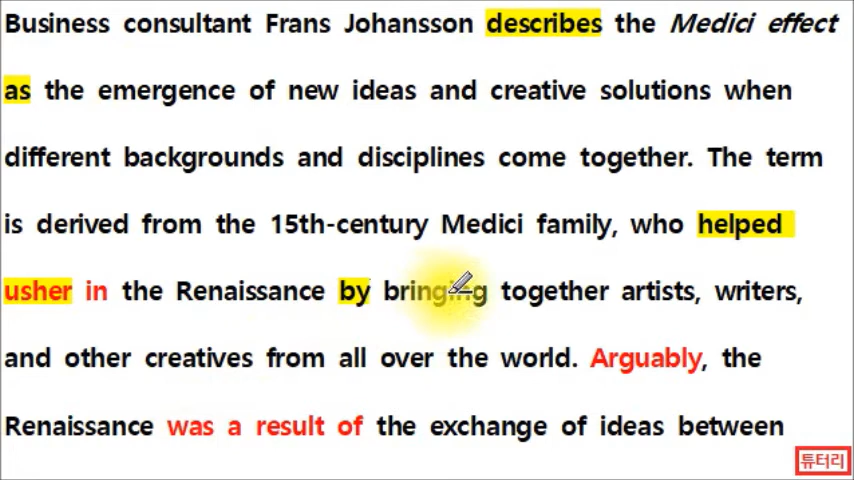 Business consultant Frans Johansson describes the Medici effect
as the emergence of new ideas and creative solutions when
different backgrounds and disciplines come together. The term
is derived from the 15th-century Medici family, who helped
usher in the Renaissance by bringing together artists, writers,
and other creatives from all over the world. Arguably, the
Renaissance was a result of the exchange of ideas between
튜터리